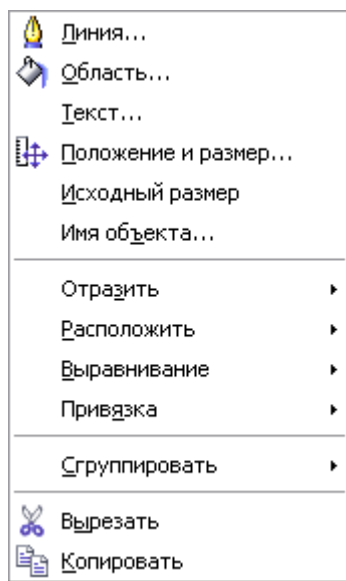 Линия...
Область...
Текст...
Положение и размер...
Исходный размер
Имя объекта...
Отразить
Расположить
Выравнивание
Привязка
Сгруппировать
Вырезать
Копировать